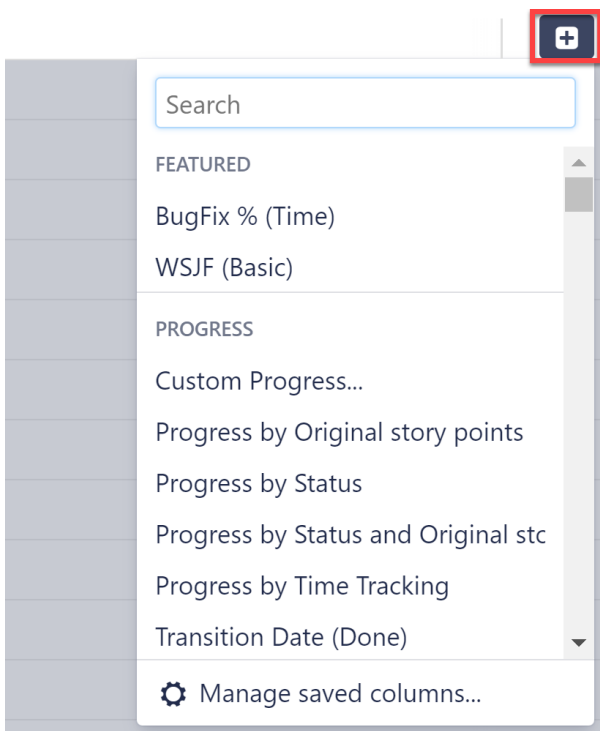 Search
FEATURED
BugFix % (Time)
WSJF (Basic)
PROGRESS
Custom Progress...
Progress by Original story points
Progress by Status
Progress by Status and Original stc
Progress by Time Tracking
Transition Date (Done)
Manage saved columns...